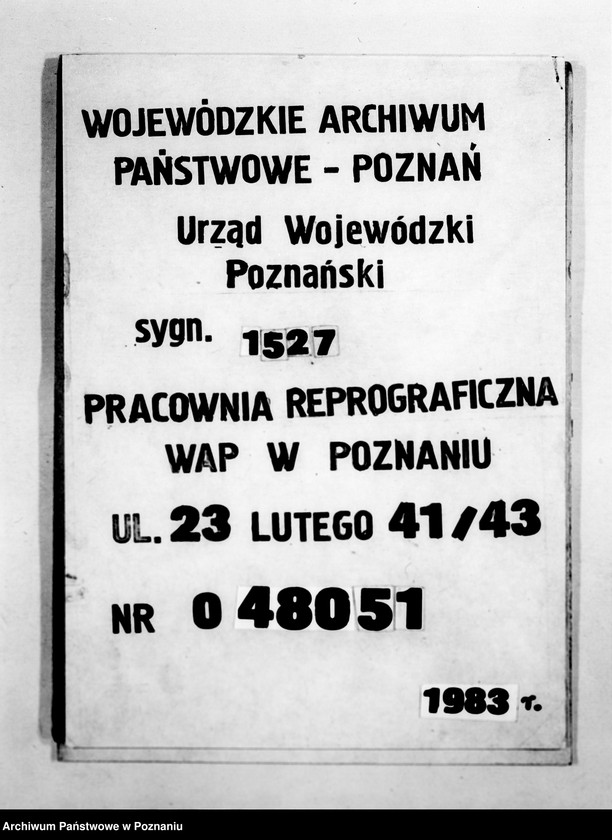 WOJEWÓDZKIE ARCHIWUM
PAŃSTWOWE - POZNAŃ
Urząd Wojewódzki
Poznański
sygn. 1527
PRACOWNIA REPROGRAFICZNA
WAP W POZNANIU
UL. 23 LUTEGO 41/43
NR 0 48051
1983 r.
Archiwum Państwowe w Poznaniu